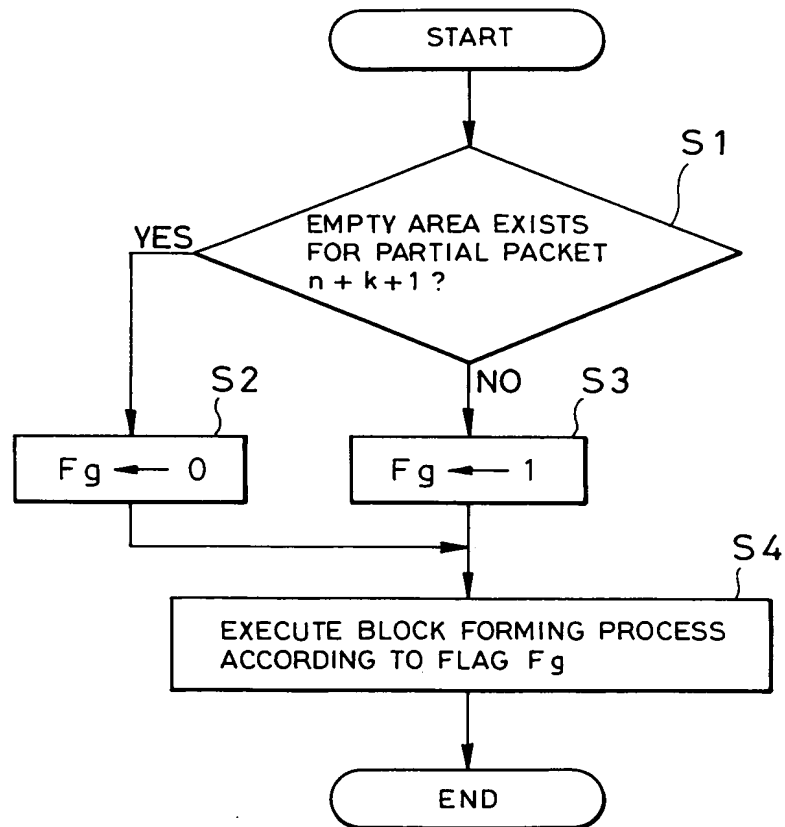 START
S1
EMPTY AREA EXISTS
FOR PARTIAL PACKET
n + k + 1 ?
YES
NO
S2
S3
Fg ← 0
Fg ← 1
S4
EXECUTE BLOCK FORMING PROCESS
ACCORDING TO FLAG Fg
END